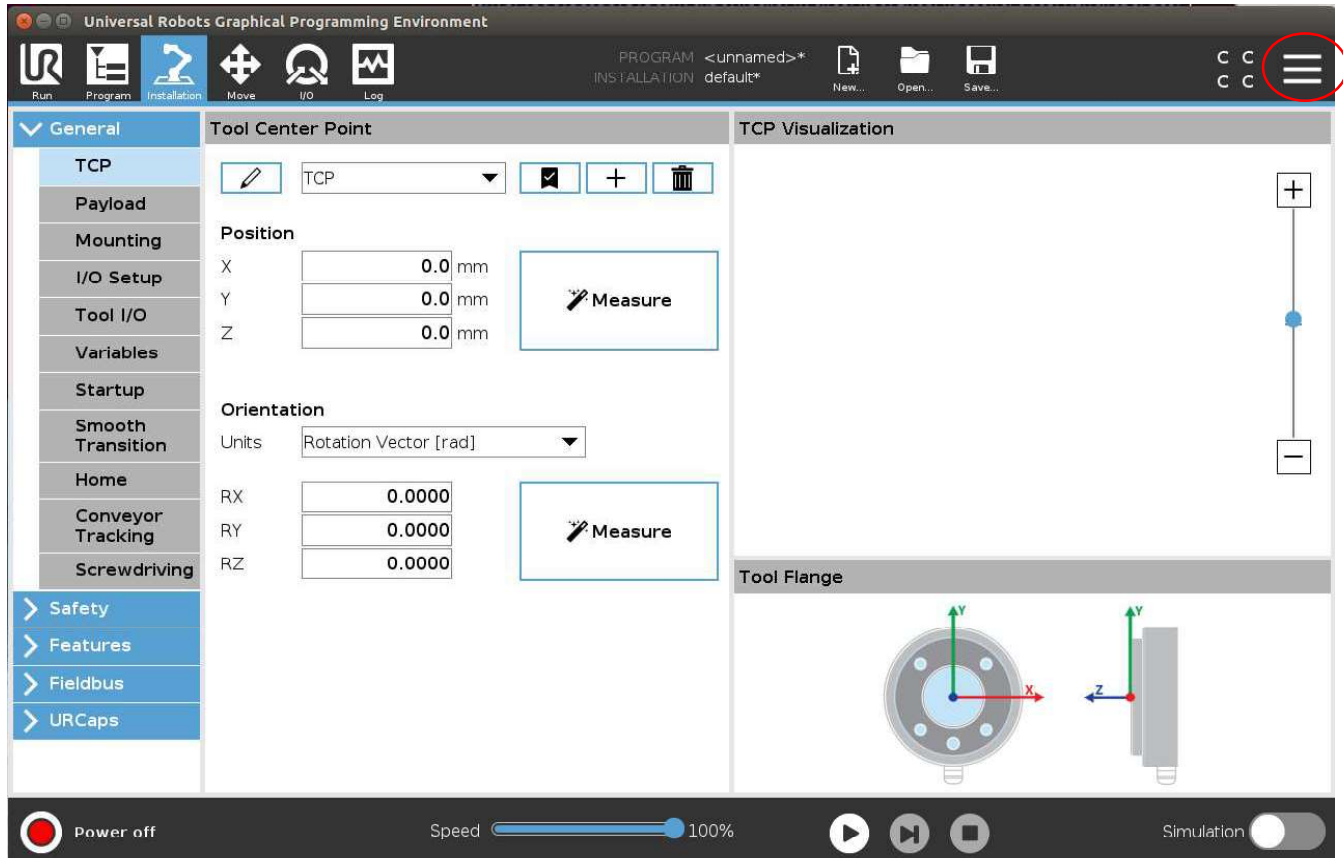 Universal Robots Graphical Programming Environment
PROGRAM <unnamed>*
INSTALLATION default*
C C
C C
Run Program Installation Move I/O Log New... Open... Save...
General
TCP
Payload
Mounting
I/O Setup
Tool I/O
Variables
Startup
Smooth
Transition
Home
Conveyor
Tracking
Screwdriving
Safety
Features
Fieldbus
URCaps
Tool Center Point
TCP
Position
X 0.0 mm
Y 0.0 mm
Z 0.0 mm
Measure
Orientation
Units Rotation Vector [rad]
RX 0.0000
RY 0.0000
RZ 0.0000
Measure
TCP Visualization
Tool Flange
Y
X
Y
Z
Power off
Speed 100%
Simulation